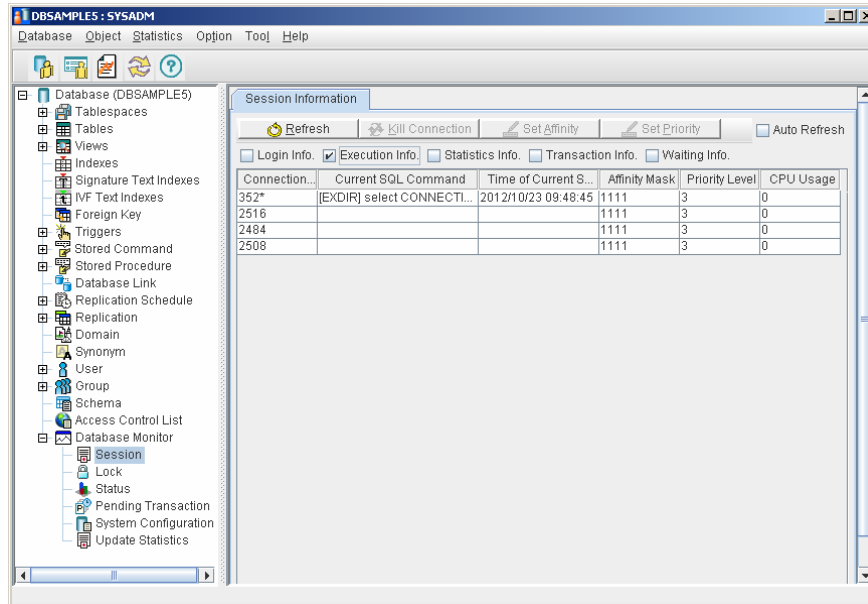 DBSAMPLE5 : SYSADM
Database Object Statistics Option Tool Help
Database (DBSAMPLE5)
Tablespaces
Tables
Views
Indexes
Signature Text Indexes
IVF Text Indexes
Foreign Key
Triggers
Stored Command
Stored Procedure
Database Link
Replication Schedule
Replication
Domain
Synonym
User
Group
Schema
Access Control List
Database Monitor
Session
Lock
Status
Pending Transaction
System Configuration
Update Statistics
Session Information
Refresh Kill Connection Set Affinity Set Priority Auto Refresh
Login Info. Execution Info. Statistics Info. Transaction Info. Waiting Info.
Connection... Current SQL Command Time of Current S... Affinity Mask Priority Level CPU Usage
352* [EXDIR] select CONNECTI... 2012/10/23 09:48:45 1111 3 0
2516 1111 3 0
2484 1111 3 0
2508 1111 3 0